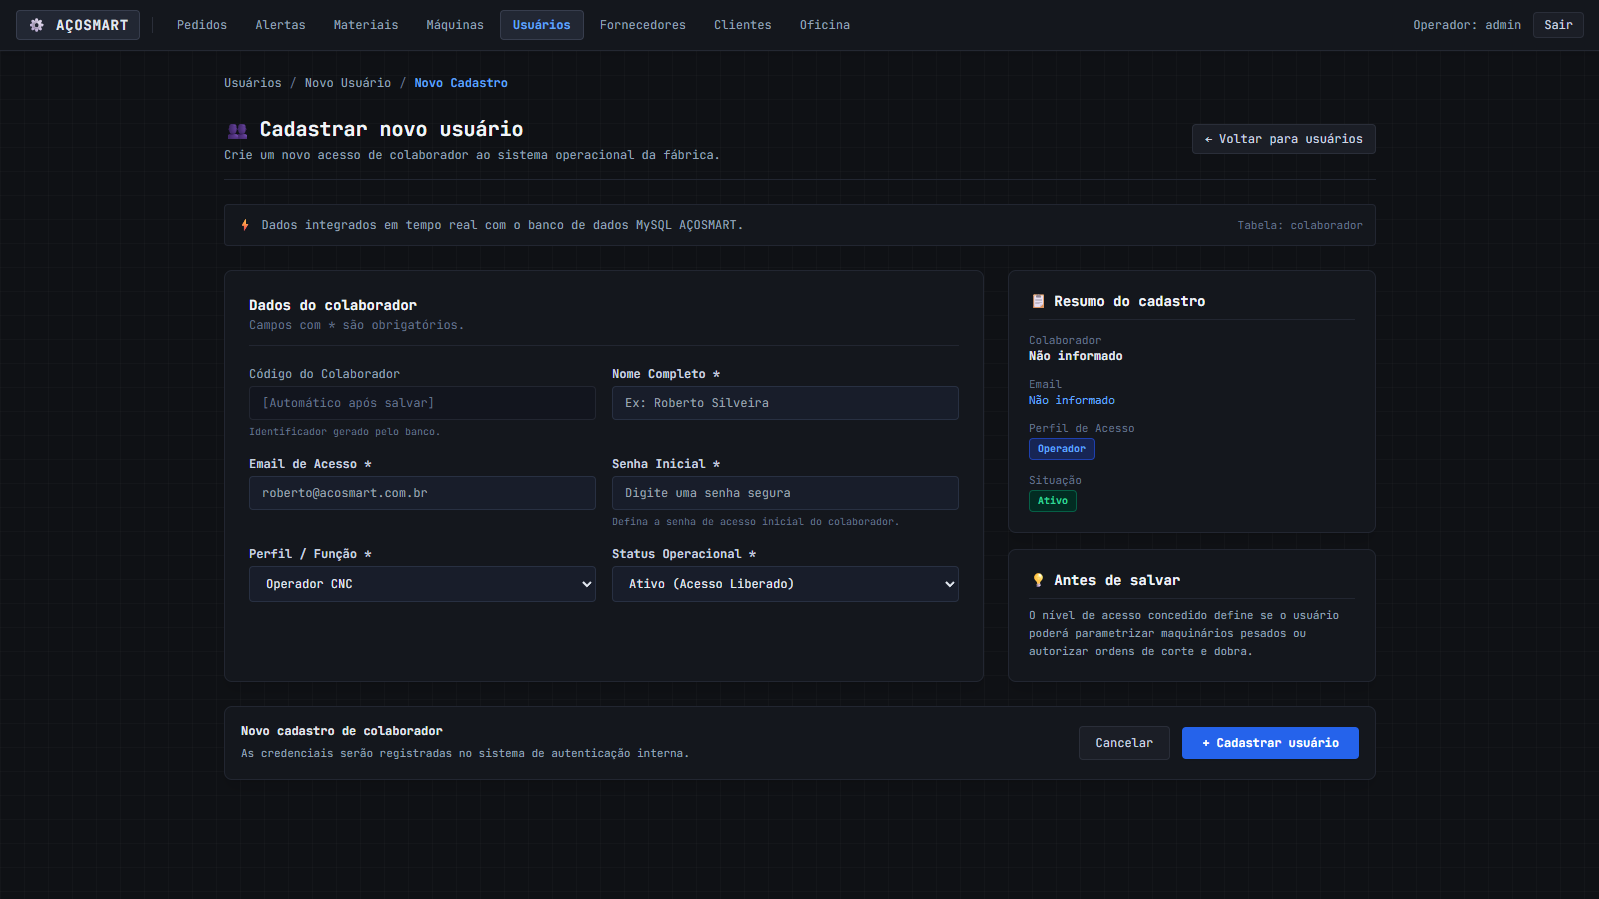 AÇOSMART
Pedidos
Alertas
Materiais
Máquinas
Usuários
Fornecedores
Clientes
Oficina
Operador: admin
Sair
Usuários / Novo Usuário / Novo Cadastro
Cadastrar novo usuário
Crie um novo acesso de colaborador ao sistema operacional da fábrica.
← Voltar para usuários
Dados integrados em tempo real com o banco de dados MySQL AÇOSMART.
Tabela: colaborador
Dados do colaborador
Campos com * são obrigatórios.
Código do Colaborador
[Automático após salvar]
Identificador gerado pelo banco.
Nome Completo *
Ex: Roberto Silveira
Email de Acesso *
roberto@acosmart.com.br
Senha Inicial *
Digite uma senha segura
Defina a senha de acesso inicial do colaborador.
Perfil / Função *
Operador CNC
Status Operacional *
Ativo (Acesso Liberado)
Resumo do cadastro
Colaborador
Não informado
Email
Não informado
Perfil de Acesso
Operador
Situação
Ativo
Antes de salvar
O nível de acesso concedido define se o usuário
poderá parametrizar maquinários pesados ou
autorizar ordens de corte e dobra.
Novo cadastro de colaborador
As credenciais serão registradas no sistema de autenticação interna.
Cancelar
+ Cadastrar usuário